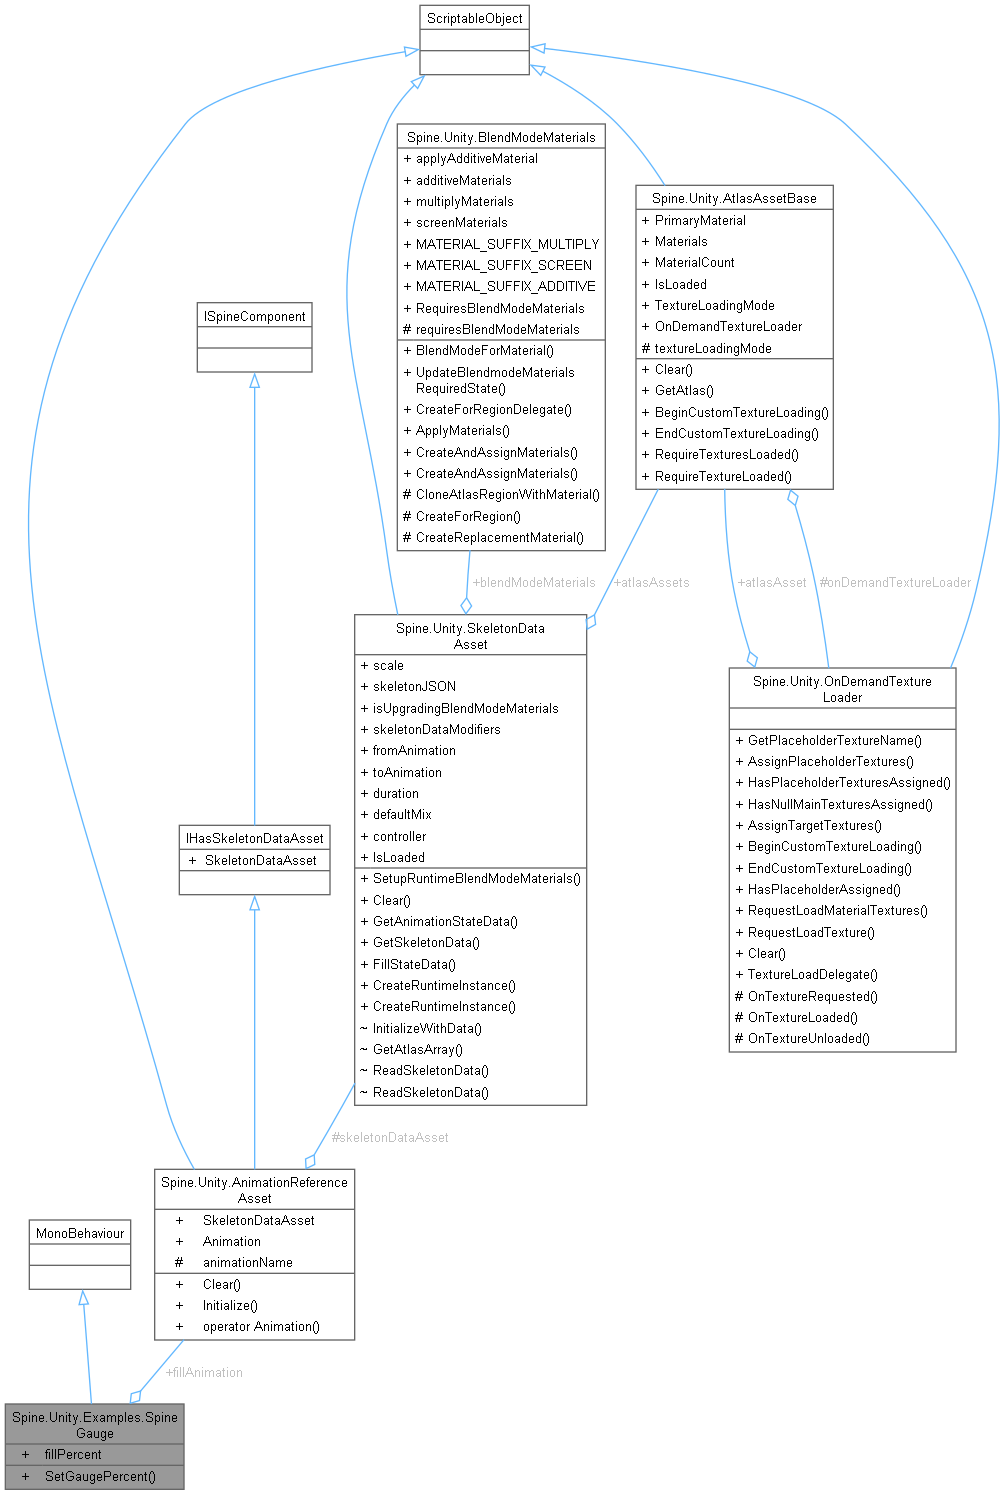 ScriptableObject
Spine.Unity.BlendModeMaterials
+ applyAdditiveMaterial
+ additiveMaterials
+ multiplyMaterials
+ screenMaterials
+ MATERIAL_SUFFIX_MULTIPLY
+ MATERIAL_SUFFIX_SCREEN
+ MATERIAL_SUFFIX_ADDITIVE
+ RequiresBlendModeMaterials
# requiresBlendModeMaterials
+ BlendModeForMaterial()
+ UpdateBlendmodeMaterials
RequiredState()
+ CreateForRegionDelegate()
+ ApplyMaterials()
+ CreateAndAssignMaterials()
+ CreateAndAssignMaterials()
# CloneAtlasRegionWithMaterial()
# CreateForRegion()
# CreateReplacementMaterial()
Spine.Unity.AtlasAssetBase
+ PrimaryMaterial
+ Materials
+ MaterialCount
+ IsLoaded
+ TextureLoadingMode
+ OnDemandTextureLoader
# textureLoadingMode
+ Clear()
+ GetAtlas()
+ BeginCustomTextureLoading()
+ EndCustomTextureLoading()
+ RequireTexturesLoaded()
+ RequireTextureLoaded()
ISpineComponent
+blendModeMaterials
+atlasAssets
+atlasAsset
#onDemandTextureLoader
Spine.Unity.SkeletonData
Asset
+ scale
+ skeletonJSON
+ isUpgradingBlendModeMaterials
+ skeletonDataModifiers
+ fromAnimation
+ toAnimation
+ duration
+ defaultMix
+ controller
+ IsLoaded
+ SetupRuntimeBlendModeMaterials()
+ Clear()
+ GetAnimationStateData()
+ GetSkeletonData()
+ FillStateData()
+ CreateRuntimeInstance()
+ CreateRuntimeInstance()
~ InitializeWithData()
~ GetAtlasArray()
~ ReadSkeletonData()
~ ReadSkeletonData()
Spine.Unity.OnDemandTexture
Loader
+ GetPlaceholderTextureName()
+ AssignPlaceholderTextures()
+ HasPlaceholderTexturesAssigned()
+ HasNullMainTexturesAssigned()
+ AssignTargetTextures()
+ BeginCustomTextureLoading()
+ EndCustomTextureLoading()
+ HasPlaceholderAssigned()
+ RequestLoadMaterialTextures()
+ RequestLoadTexture()
+ Clear()
+ TextureLoadDelegate()
# OnTextureRequested()
# OnTextureLoaded()
# OnTextureUnloaded()
IHasSkeletonDataAsset
+ SkeletonDataAsset
#skeletonDataAsset
Spine.Unity.AnimationReference
Asset
+ SkeletonDataAsset
+ Animation
# animationName
+ Clear()
+ Initialize()
+ operator Animation()
MonoBehaviour
+fillAnimation
Spine.Unity.Examples.Spine
Gauge
+ fillPercent
+ SetGaugePercent()